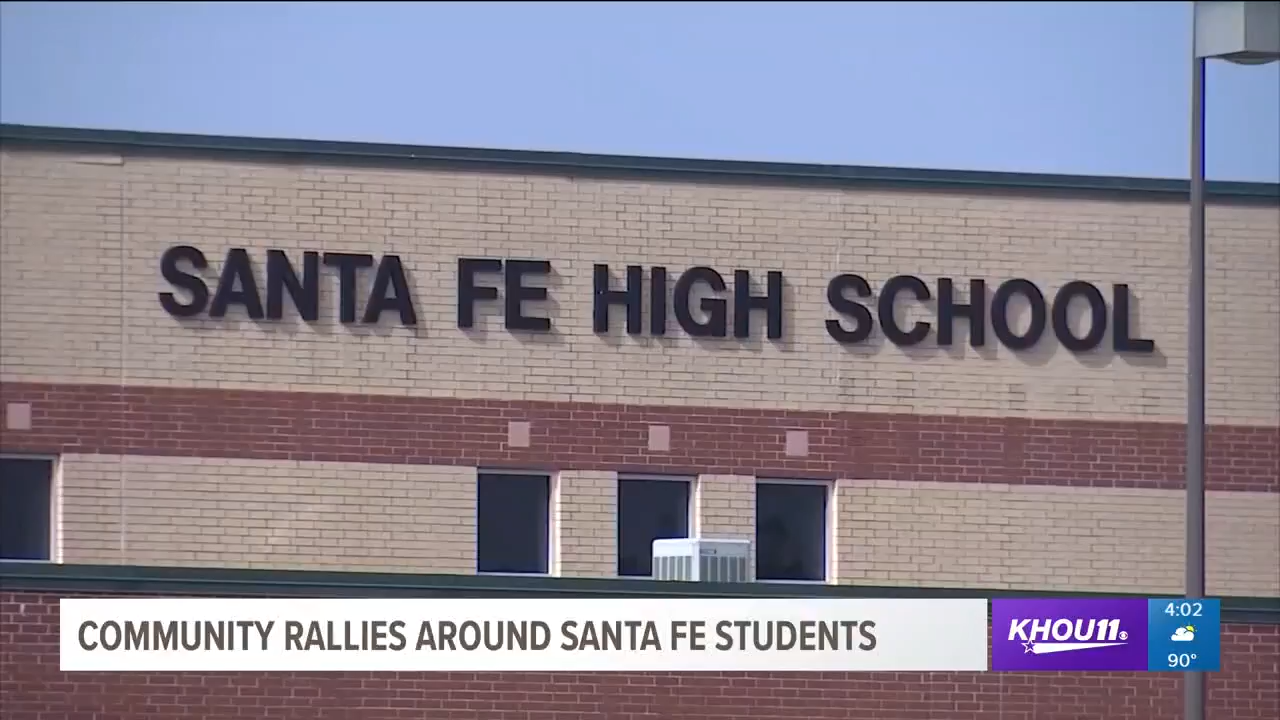 SANTA FE HIGH SCHOOL
COMMUNITY RALLIES AROUND SANTA FE STUDENTS
KHOU11
4:02
90°